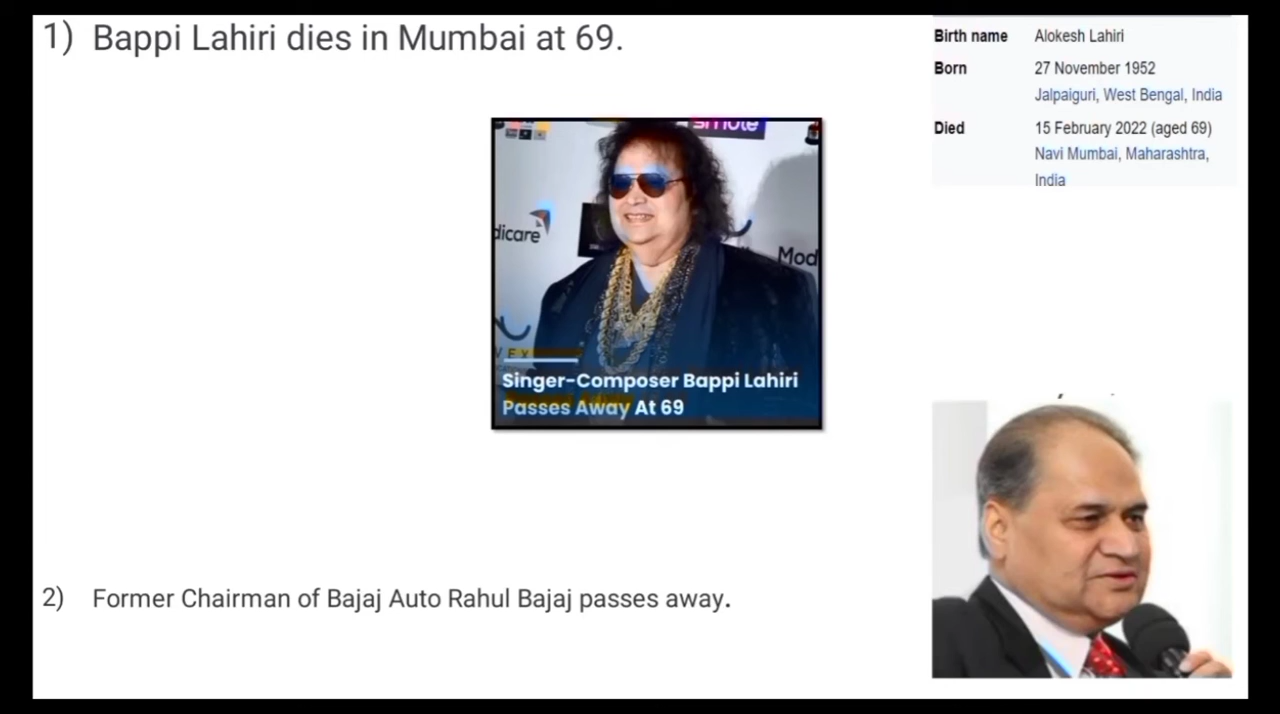 1) Bappi Lahiri dies in Mumbai at 69.
Birth name Alokesh Lahiri
Born 27 November 1952
Jalpaiguri, West Bengal, India
Died 15 February 2022 (aged 69)
Navi Mumbai, Maharashtra,
India
dicare
Mod
Singer-Composer Bappi Lahiri
Passes Away At 69
2) Former Chairman of Bajaj Auto Rahul Bajaj passes away.